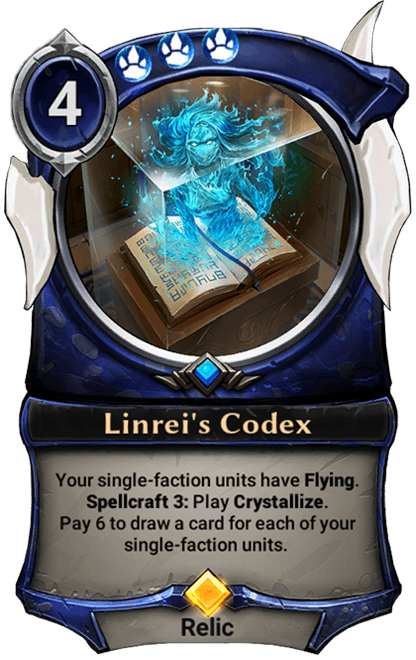 4
Linrei's Codex
Your single-faction units have Flying.
Spellcraft 3: Play Crystallize.
Pay 6 to draw a card for each of your
single-faction units.
Relic